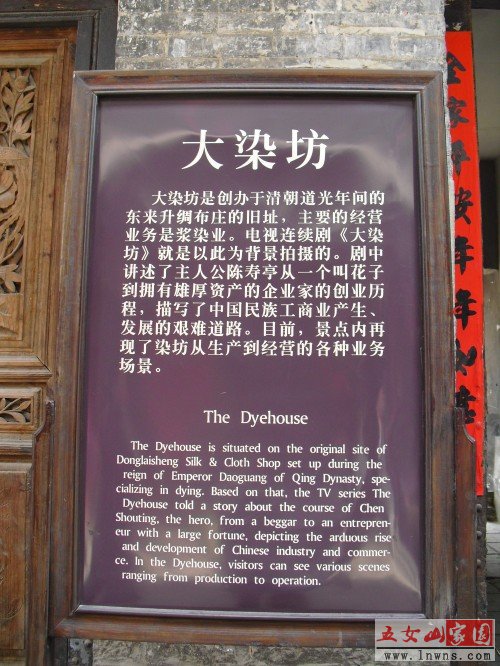 大染坊
大染坊是创办于清朝道光年间的
东来升绸布庄的旧址，主要的经营
业务是浆染业。电视连续剧《大染
坊》就是以此为背景拍摄的。剧中
讲述了主人公陈寿亭从一个叫花子
到拥有雄厚资产的企业家的创业历
程，描写了中国民族工商业产生、
发展的艰难道路。目前，景点内再
现了染坊从生产到经营的各种业务
场景。
The Dyehouse
The Dyehouse is situated on the original site of
Donglaisheng Silk & Cloth Shop set up during the
reign of Emperor Daoguang of Qing Dynasty, spe-
cializing in dying. Based on that, the TV series The
Dyehouse told a story about the course of Chen
Shouting, the hero, from a beggar to an entrepren-
eur with a large fortune, depicting the arduous rise
and development of Chinese industry and commer-
ce. In the Dyehouse, visitors can see various scenes
ranging from production to operation.
全家
安年年如
五女山家园
www.lnwns.com